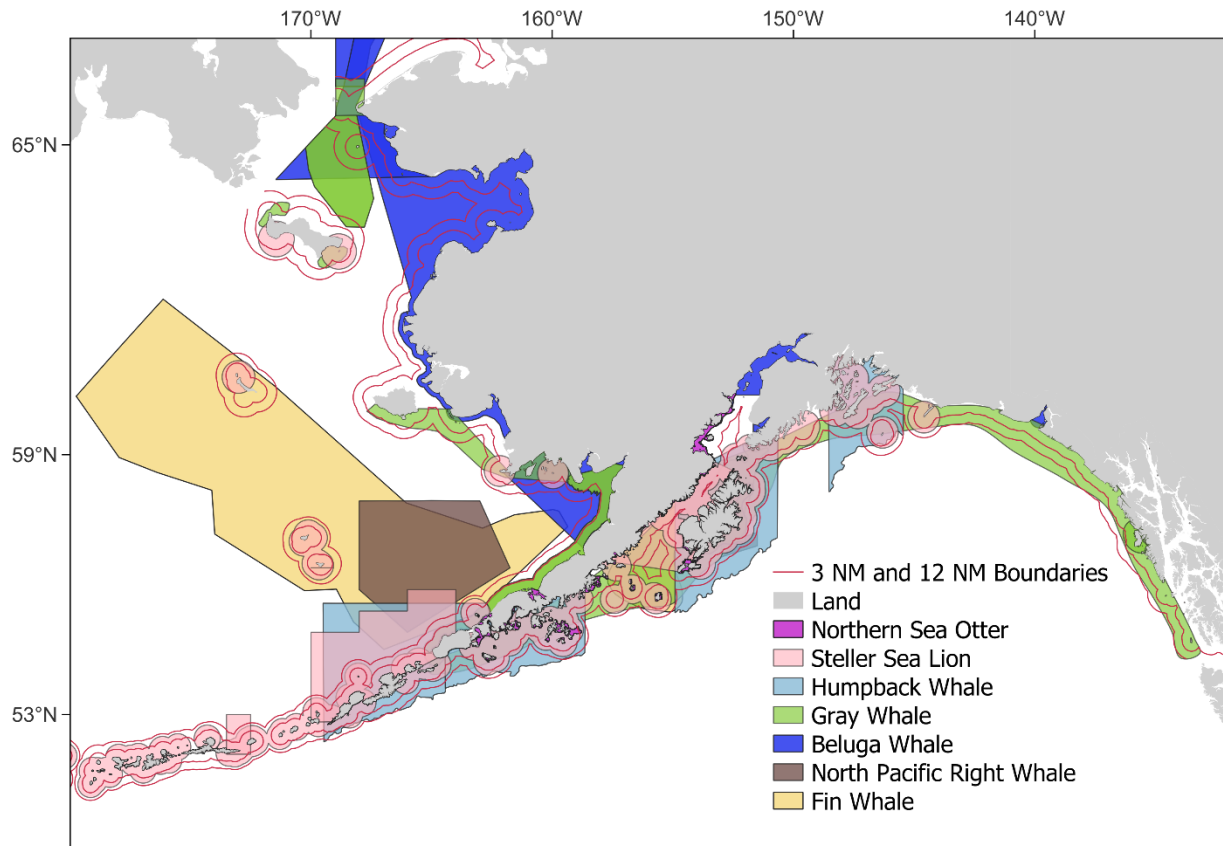 170°W 160°W 150°W 140°W
65°N
59°N
53°N
3 NM and 12 NM Boundaries
Land
Northern Sea Otter
Steller Sea Lion
Humpback Whale
Gray Whale
Beluga Whale
North Pacific Right Whale
Fin Whale